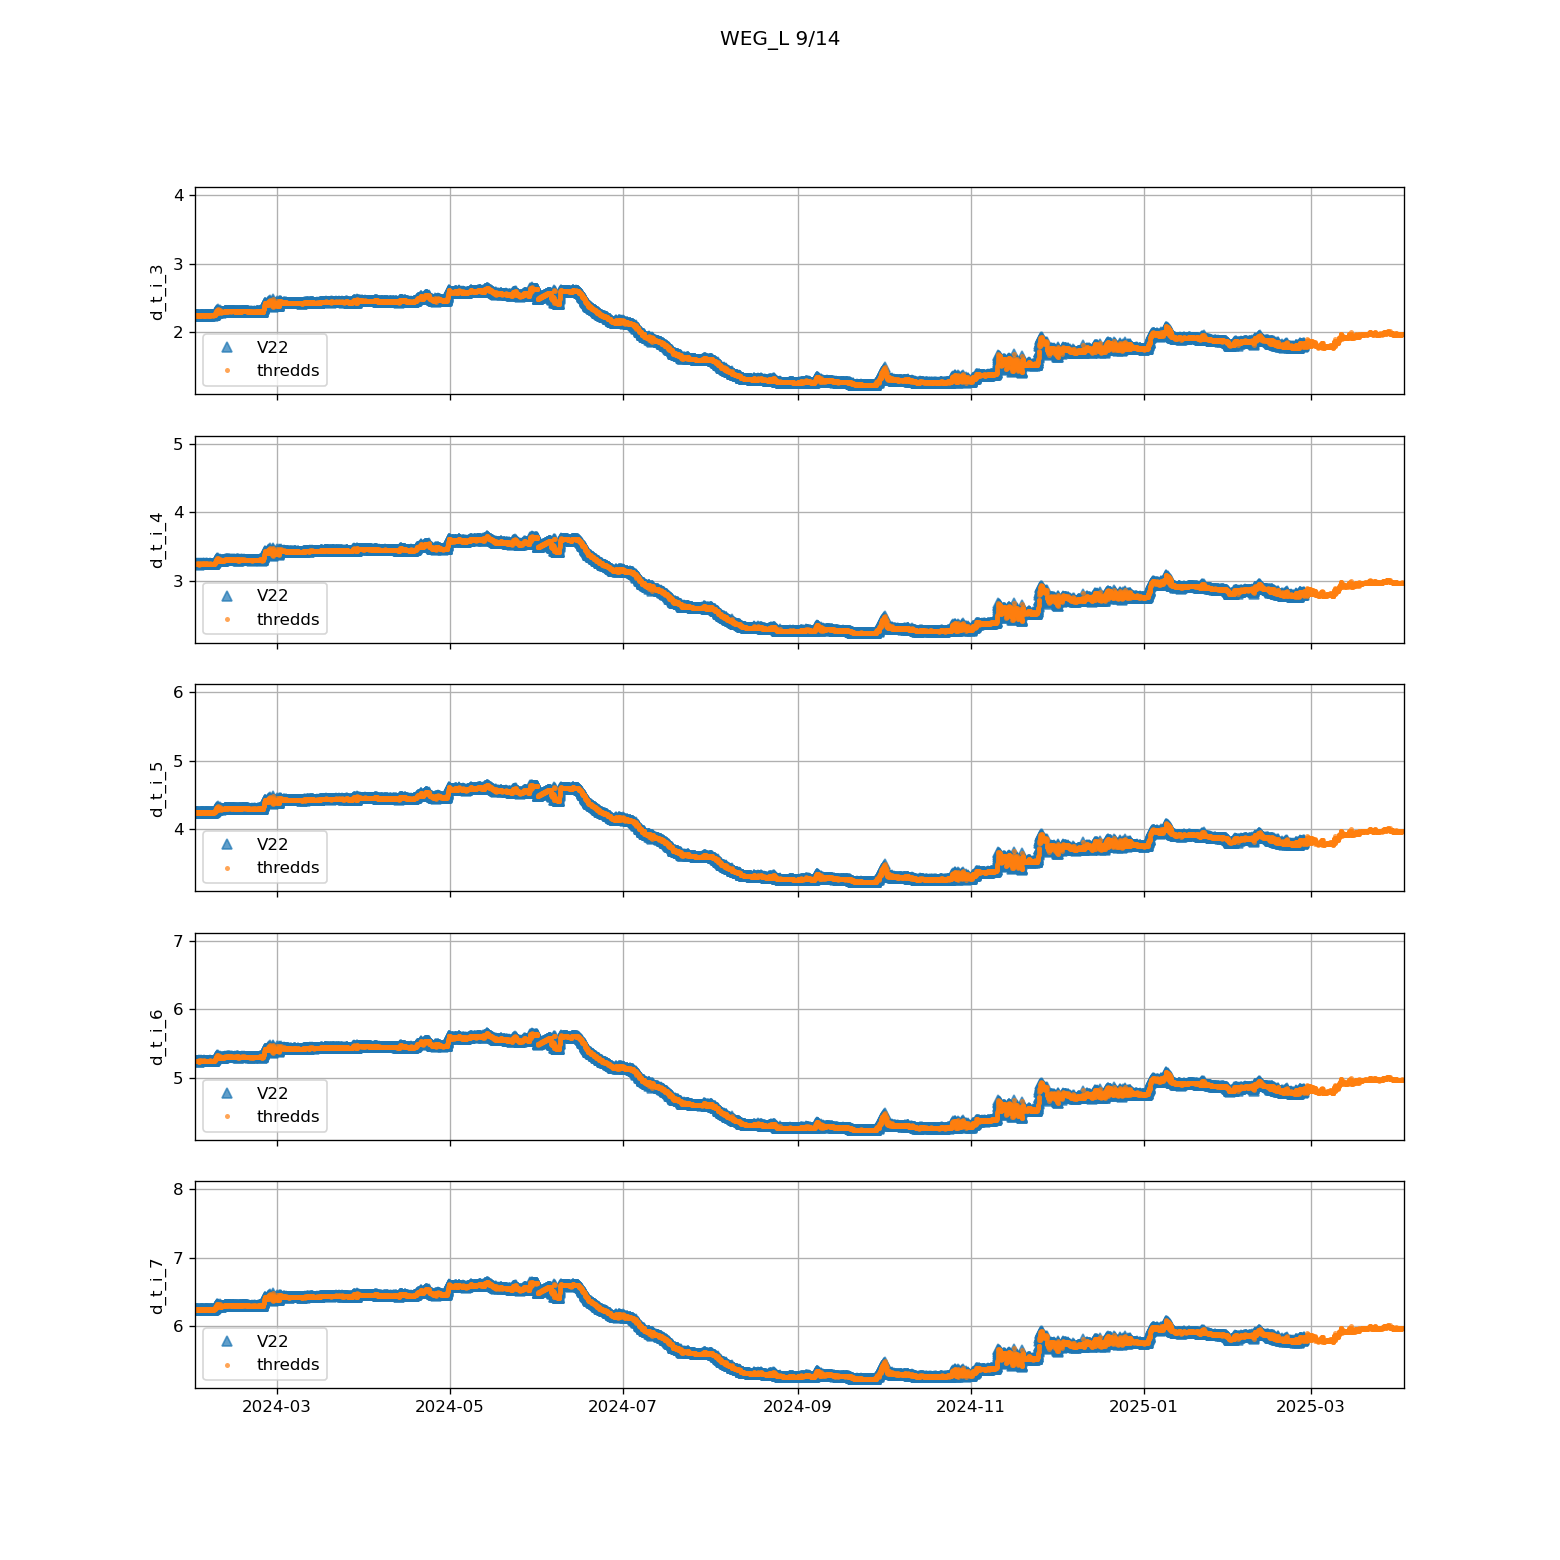 WEG_L 9/14
4
3
2
d_t_i_3
V22
thredds
5
4
3
d_t_i_4
V22
thredds
6
5
4
d_t_i_5
V22
thredds
7
6
5
d_t_i_6
V22
thredds
8
7
6
d_t_i_7
V22
thredds
2024-03 2024-05 2024-07 2024-09 2024-11 2025-01 2025-03